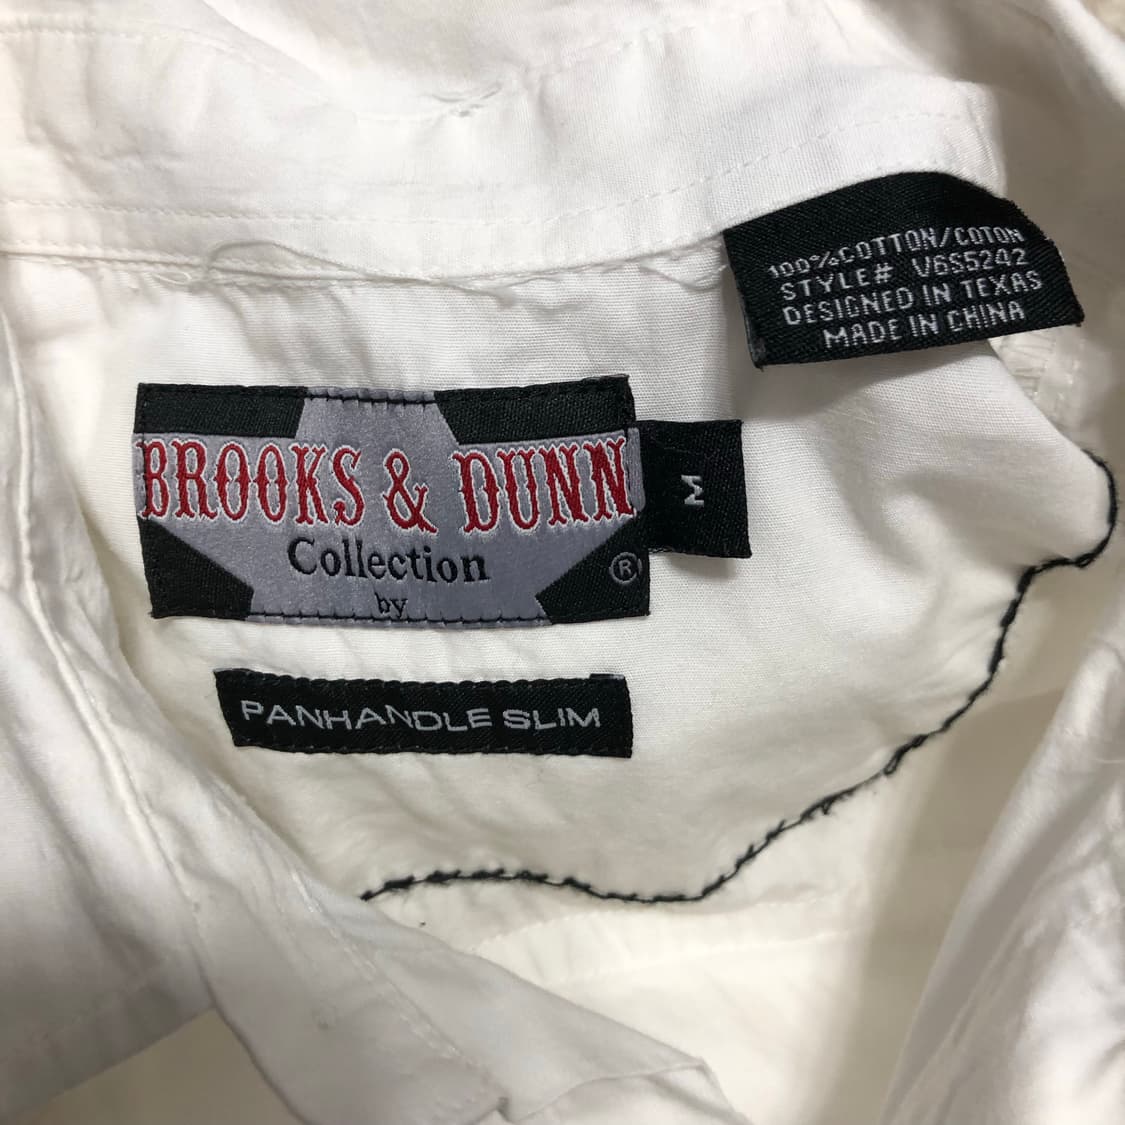 100% COTTON/COTON
STYLE# V6S5242
DESIGNED IN TEXAS
MADE IN CHINA
BROOKS & DUNN
Collection
by
®
M
PANHANDLE SLIM